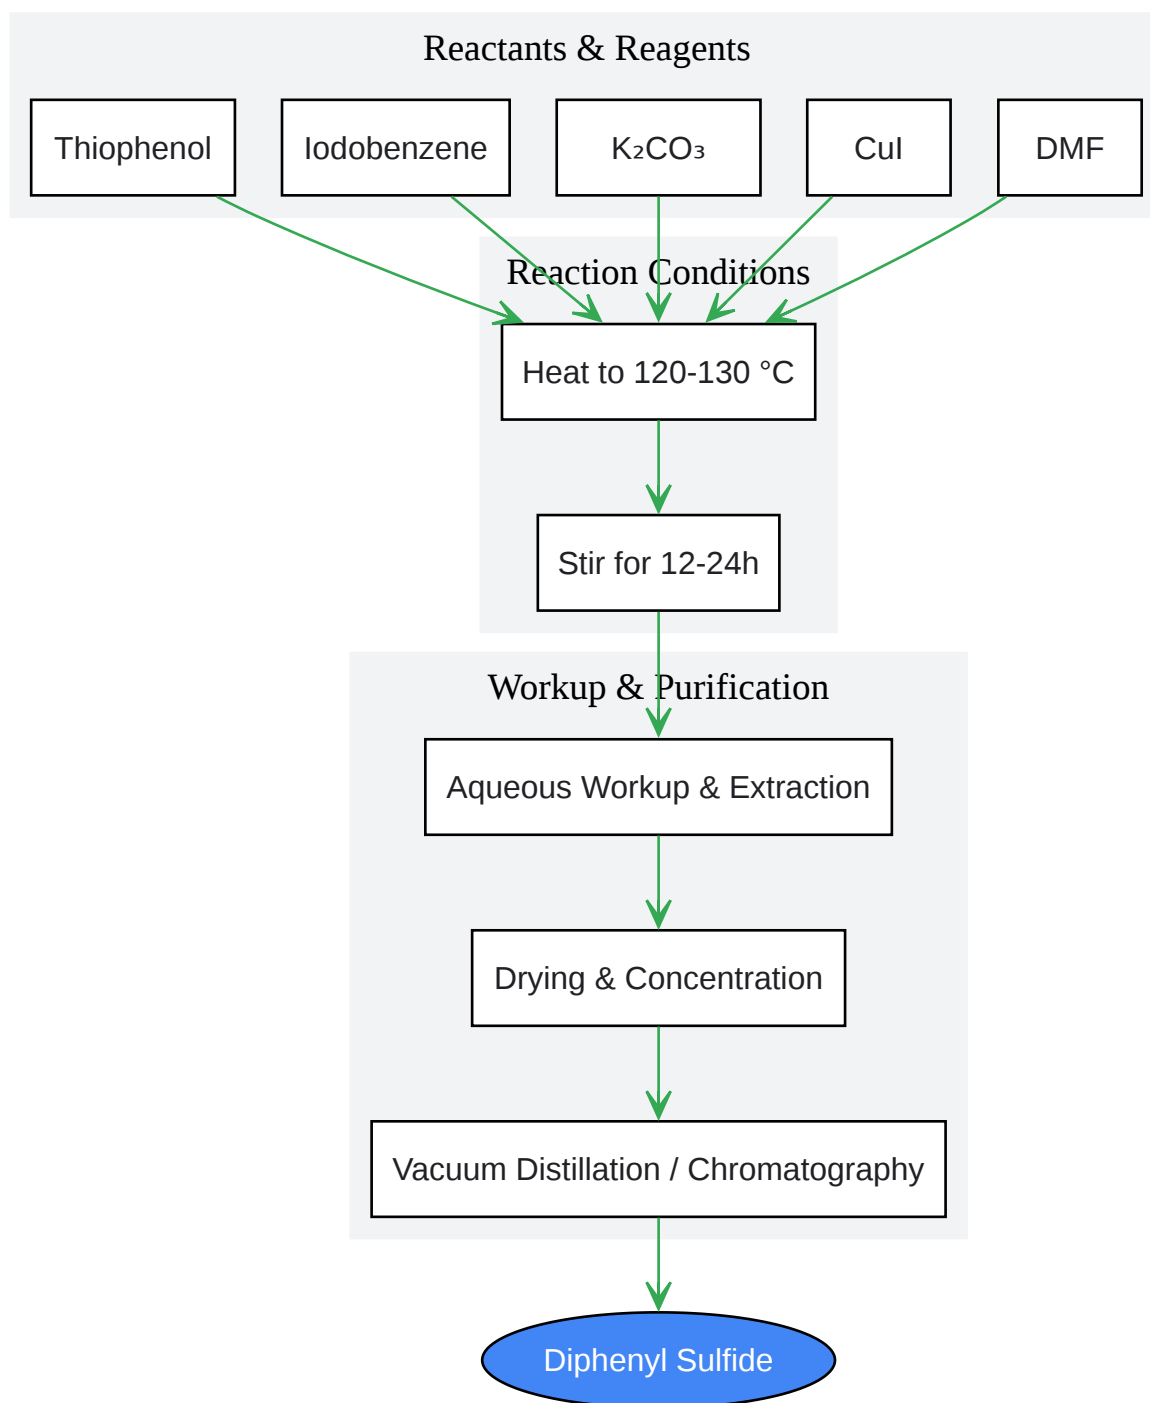 Reactants & Reagents
Thiophenol
Iodobenzene
K₂CO₃
CuI
DMF
Reaction Conditions
Heat to 120-130 °C
Stir for 12-24h
Workup & Purification
Aqueous Workup & Extraction
Drying & Concentration
Vacuum Distillation / Chromatography
Diphenyl Sulfide